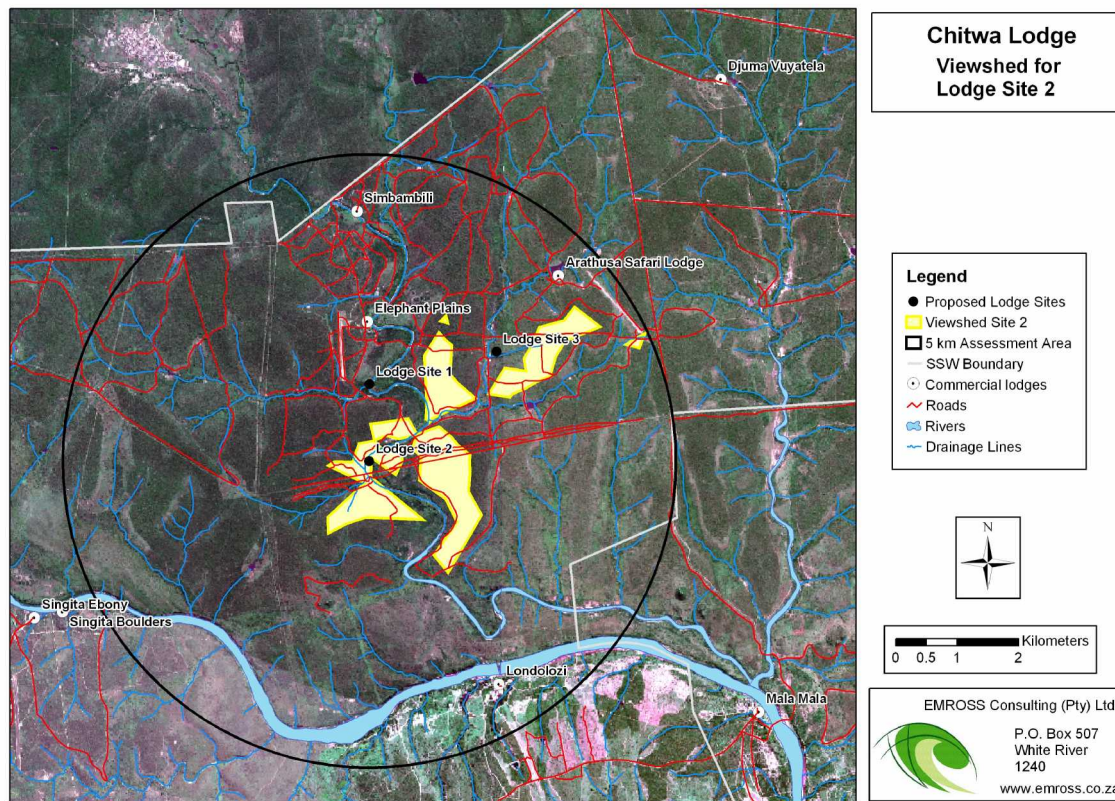 Chitwa Lodge
Viewshed for
Lodge Site 2
Djuma Vuyatela
Simbambili
Arathusa Safari Lodge
Elephant Plains
Lodge Site 3
Lodge Site 1
Lodge Site 2
Singita Ebony
Singita Boulders
Londolozi
Mala Mala
Legend
Proposed Lodge Sites
Viewshed Site 2
5 km Assessment Area
SSW Boundary
Commercial lodges
Roads
Rivers
Drainage Lines
N
Kilometers
0 0.5 1 2
EMROSS Consulting (Py) Ltd
P.O. Box 507
White River
1240
www.emross.co.za